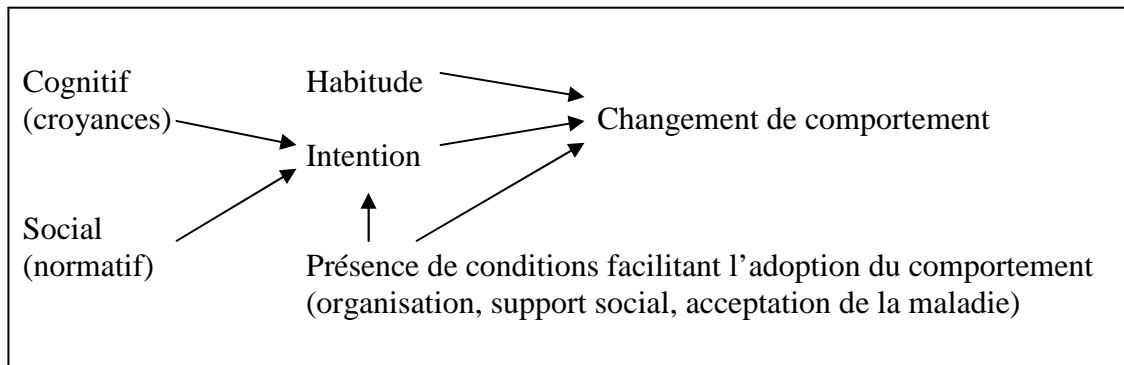 Cognitif
(croyances)
Habitude
Changement de comportement
Intention
Social
(normatif)
Présence de conditions facilitant l’adoption du comportement
(organisation, support social, acceptation de la maladie)